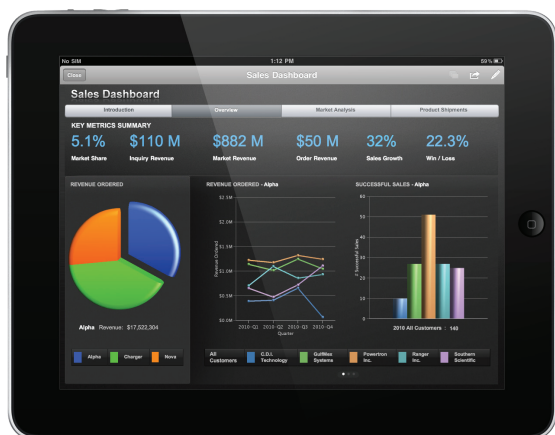 No SIM 1:12 PM 59%
Close Sales Dashboard
Sales Dashboard
Introduction Overview Market Analysis Product Shipments
KEY METRICS SUMMARY
5.1% $110 M $882 M $50 M 32% 22.3%
Market Share Inquiry Revenue Market Revenue Order Revenue Sales Growth Win / Loss
REVENUE ORDERED
Alpha Revenue: $17,522,304
Alpha Charger Nova
REVENUE ORDERED - Alpha
Revenue Ordered
$2.5M
$2.0M
$1.5M
$1.0M
$0.5M
$0.0M
2010-Q1 2010-Q2 2010-Q3 2010-Q4
Quarter
SUCCESSFUL SALES - Alpha
# Successful Sales
60
50
40
30
20
10
0
2010 All Customers : 140
All Customers
C.D.I. Technology
GulfWas Systems
Powertron Inc.
Ranger Inc.
Southern Scientific